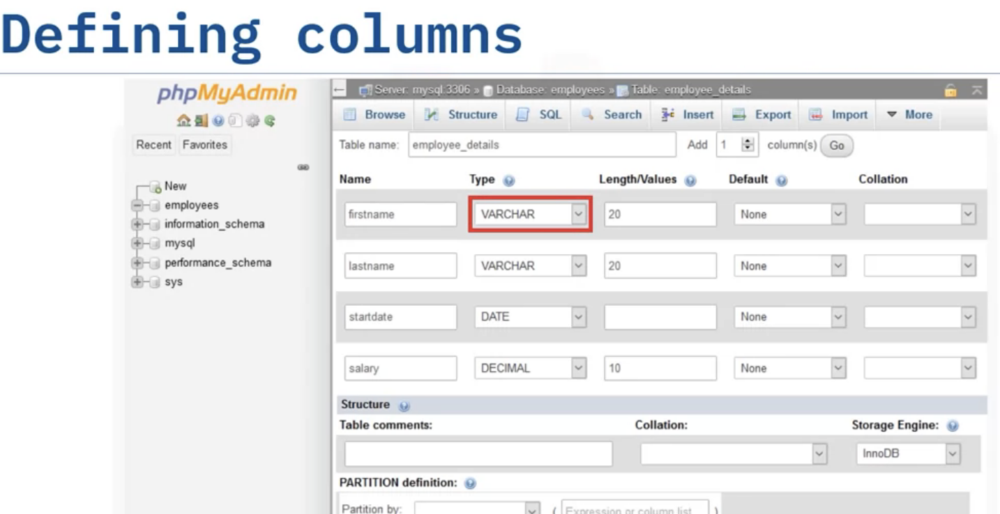 Defining columns
phpMyAdmin
Server: mysql:3306 » Database: employees » Table: employee_details
Browse Structure SQL Search Insert Export Import More
Recent Favorites
Table name: employee_details Add 1 column(s) Go
New
employees
information_schema
mysql
performance_schema
sys
Name Type Length/Values Default Collation
firstname VARCHAR 20 None
lastname VARCHAR 20 None
startdate DATE None
salary DECIMAL 10 None
Structure
Table comments: Collation: Storage Engine:
InnoDB
PARTITION definition:
Partition by: ( Expression or column list )